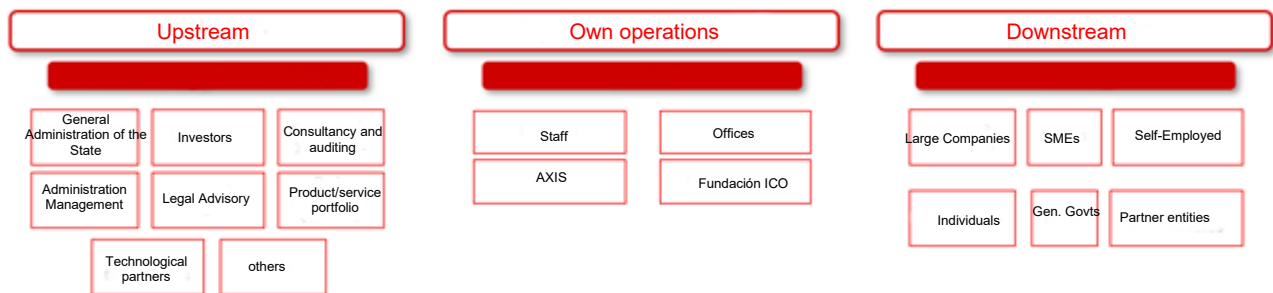 Upstream
Own operations
Downstream
General
Administration of the
State
Investors
Consultancy and
auditing
Administration
Management
Legal Advisory
Product/service
portfolio
Technological
partners
others
Staff
Offices
AXIS
Fundación ICO
Large Companies
SMEs
Self-Employed
Individuals
Gen. Govts
Partner entities